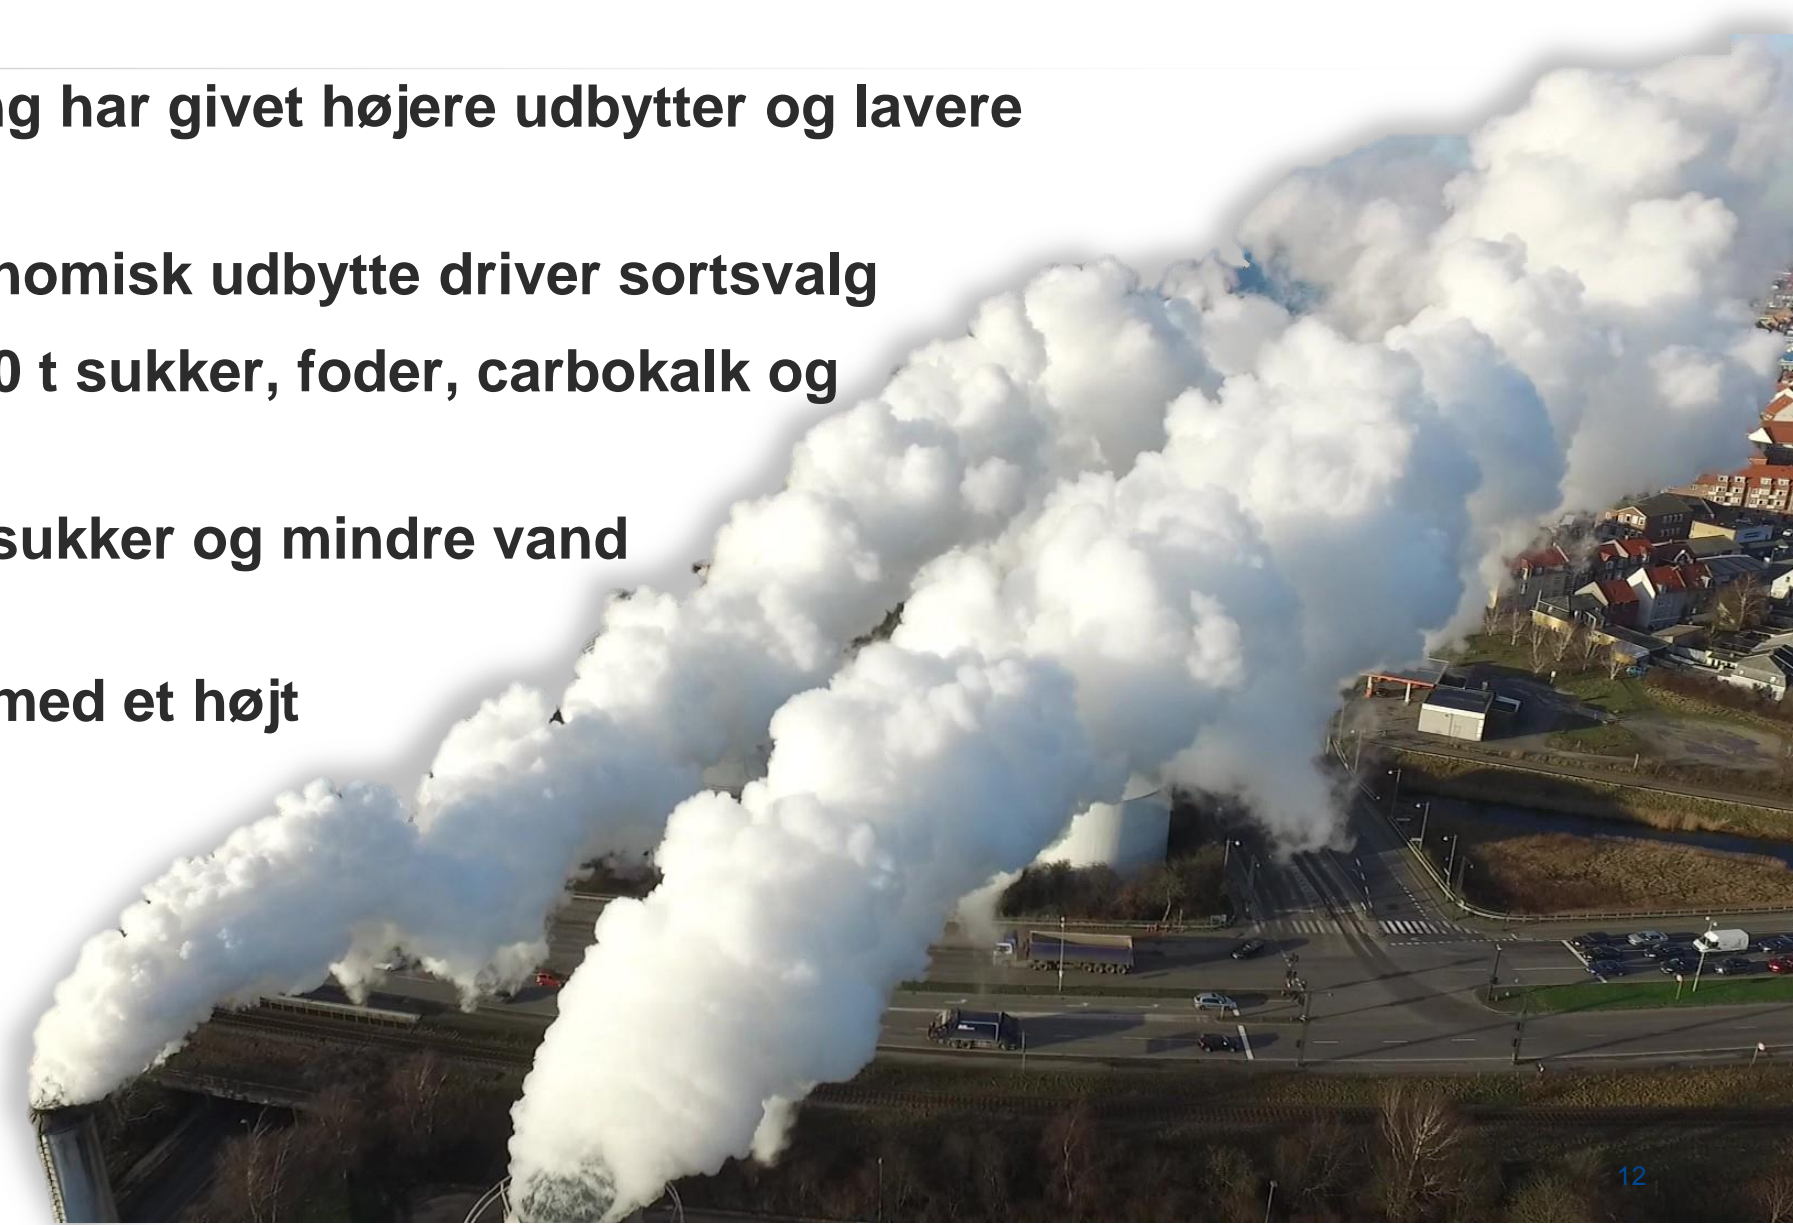 ng har givet højere udbytter og lavere
nomisk udbytte driver sortsvalg
0 t sukker, foder, carbokalk og
sukker og mindre vand
med et højt
12